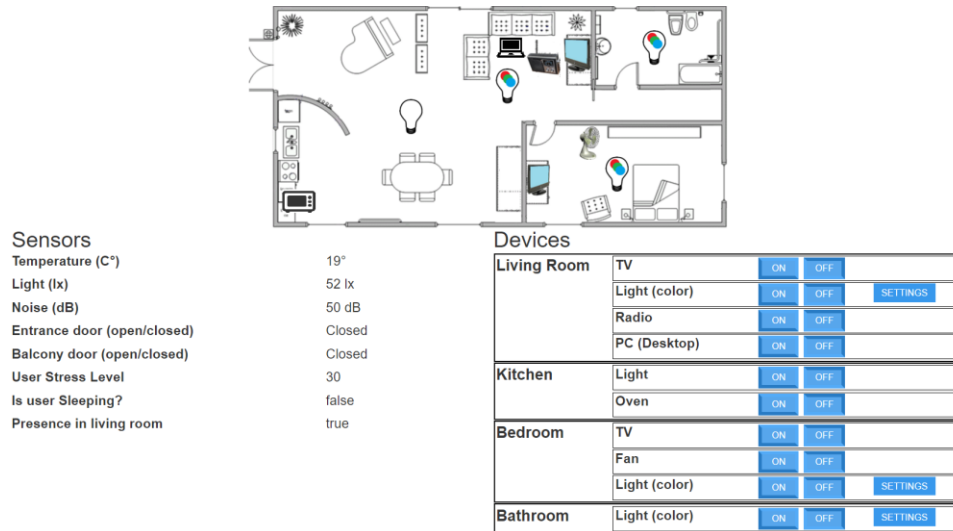 Sensors
Temperature (C°) 19°
Light (lx) 52 lx
Noise (dB) 50 dB
Entrance door (open/closed) Closed
Balcony door (open/closed) Closed
User Stress Level 30
Is user Sleeping? false
Presence in living room true
Devices
Living Room TV ON OFF
Light (color) ON OFF SETTINGS
Radio ON OFF
PC (Desktop) ON OFF
Kitchen Light ON OFF
Oven ON OFF
Bedroom TV ON OFF
Fan ON OFF
Light (color) ON OFF SETTINGS
Bathroom Light (color) ON OFF SETTINGS